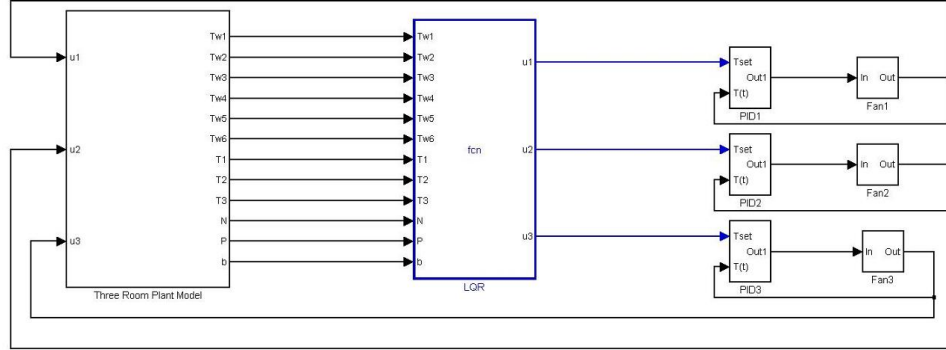 u1
u2
u3
Tw1
Tw2
Tw3
Tw4
Tw5
Tw6
T1
T2
T3
N
P
b
Three Room Plant Model
Tw1
Tw2
Tw3
Tw4
Tw5
Tw6
T1
T2
T3
N
P
b
fcn
u1
u2
u3
LQR
Tset
Out1
T(t)
PID1
In Out
Fan1
Tset
Out1
T(t)
PID2
In Out
Fan2
Tset
Out1
T(t)
PID3
In Out
Fan3